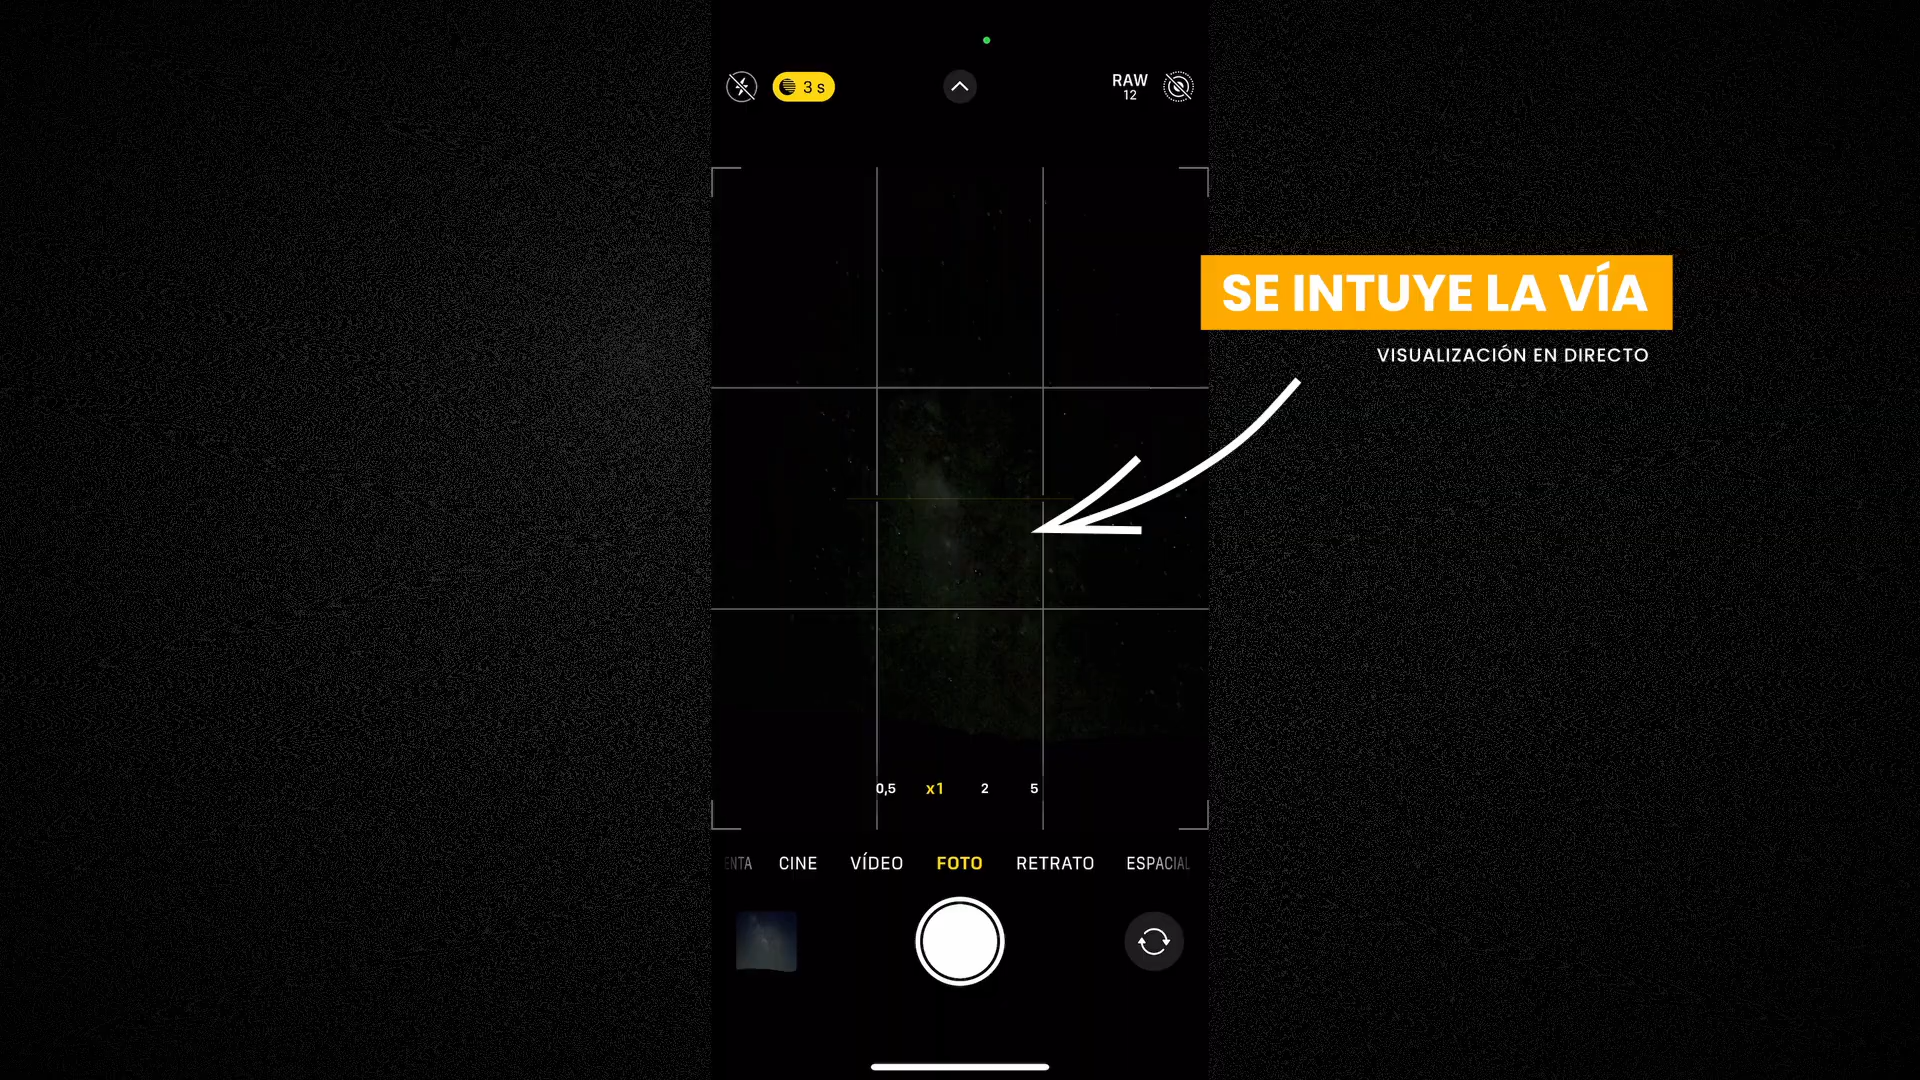 3 s
RAW
12
SE INTUYE LA VÍA
VISUALIZACIÓN EN DIRECTO
0,5 x1 2 5
ENTA CINE VÍDEO FOTO RETRATO ESPACIAL